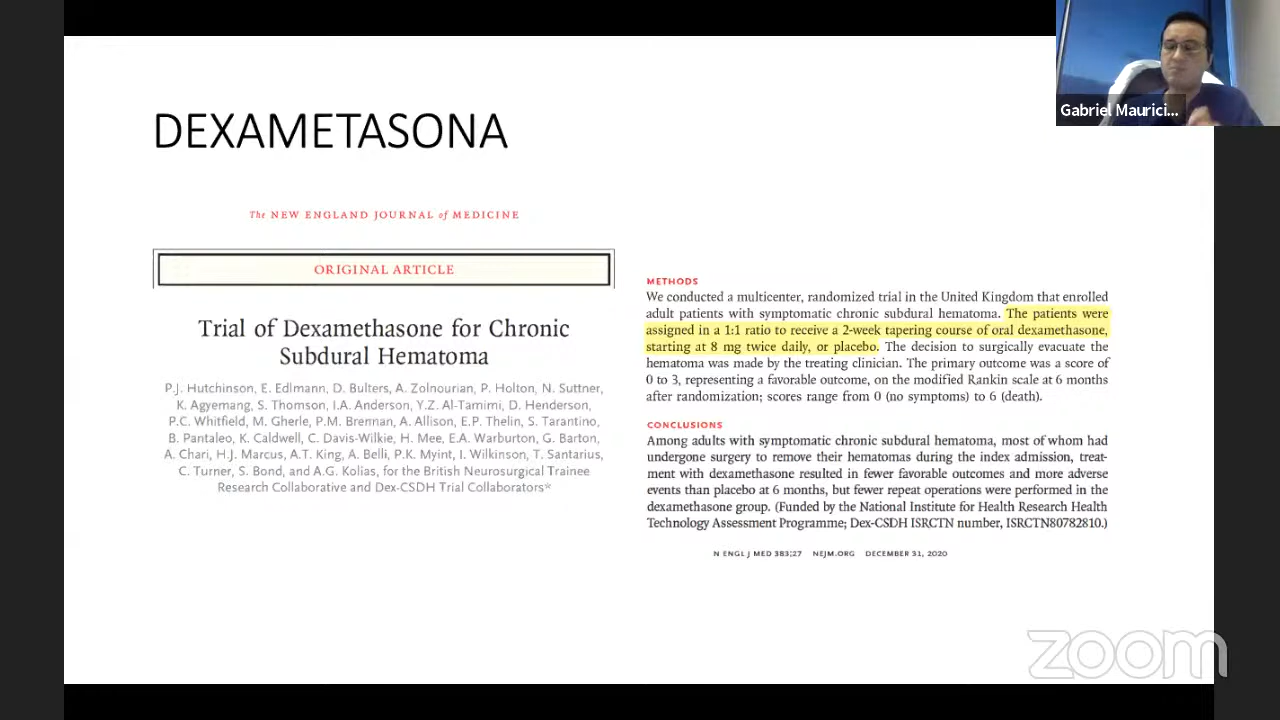 DEXAMETASONA
The NEW ENGLAND JOURNAL of MEDICINE
ORIGINAL ARTICLE
Trial of Dexamethasone for Chronic
Subdural Hematoma
P.J. Hutchinson, E. Edlmann, D. Bulters, A. Zolnourian, P. Holton, N. Suttner,
K. Agyemang, S. Thomson, I.A. Anderson, Y.Z. Al-Tamimi, D. Henderson,
P.C. Whitfield, M. Gherle, P.M. Brennan, A. Allison, E.P. Thelin, S. Tarantino,
B. Pantaleo, K. Caldwell, C. Davis-Wilkie, H. Mee, E.A. Warburton, G. Barton,
A. Chari, H.J. Marcus, A.T. King, A. Belli, P.K. Myint, I. Wilkinson, T. Santarius,
C. Turner, S. Bond, and A.G. Kolias, for the British Neurosurgical Trainee
Research Collaborative and Dex-CSDH Trial Collaborators*
METHODS
We conducted a multicenter, randomized trial in the United Kingdom that enrolled
adult patients with symptomatic chronic subdural hematoma. The patients were
assigned in a 1:1 ratio to receive a 2-week tapering course of oral dexamethasone,
starting at 8 mg twice daily, or placebo. The decision to surgically evacuate the
hematoma was made by the treating clinician. The primary outcome was a score of
0 to 3, representing a favorable outcome, on the modified Rankin scale at 6 months
after randomization; scores range from 0 (no symptoms) to 6 (death).
CONCLUSIONS
Among adults with symptomatic chronic subdural hematoma, most of whom had
undergone surgery to remove their hematomas during the index admission, treat-
ment with dexamethasone resulted in fewer favorable outcomes and more adverse
events than placebo at 6 months, but fewer repeat operations were performed in the
dexamethasone group. (Funded by the National Institute for Health Research Health
Technology Assessment Programme; Dex-CSDH ISRCTN number, ISRCTN80782810.)
N ENGL J MED 383;27 NEJM.ORG DECEMBER 31, 2020
Gabriel Maurici...
zoom